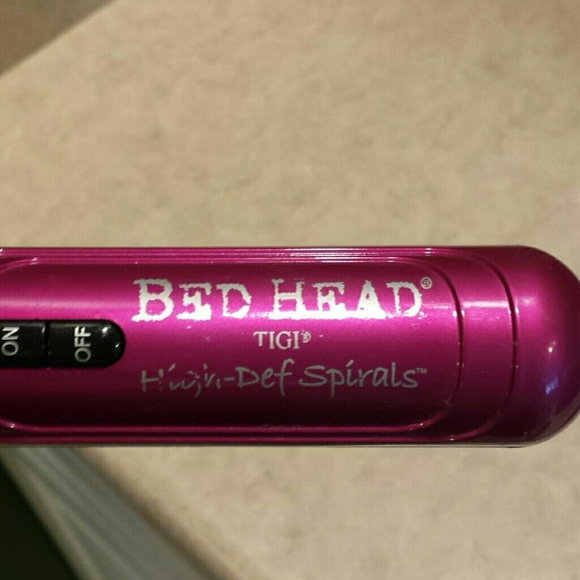 BED HEAD®
TIGI®
High-Def Spirals™
ON
OFF